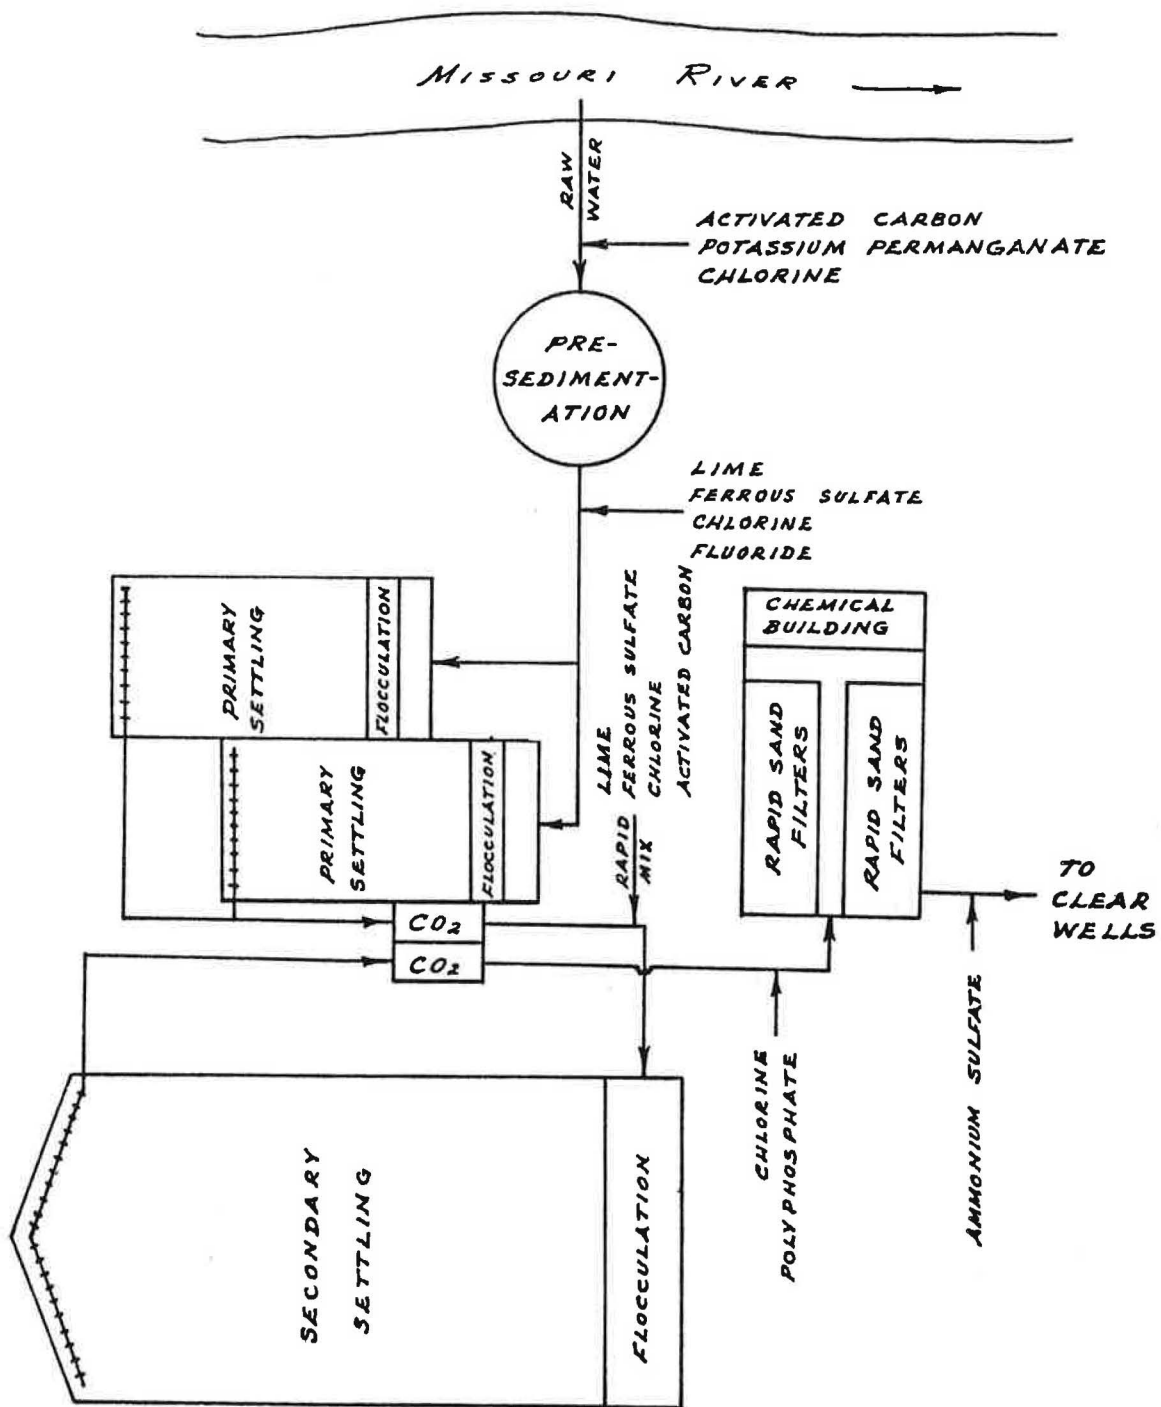 MISSOURI RIVER
RAW
WATER
ACTIVATED CARBON
POTASSIUM PERMANGANATE
CHLORINE
PRE-
SEDIMENT-
ATION
LIME
FERROUS SULFATE
CHLORINE
FLUORIDE
PRIMARY
SETTLING
FLOCCULATION
PRIMARY
SETTLING
FLOCCULATION
LIME
FERROUS SULFATE
CHLORINE
ACTIVATED CARBON
RAPID
MIX
CHEMICAL
BUILDING
RAPID SAND
FILTERS
RAPID SAND
FILTERS
TO
CLEAR
WELLS
CO2
CO2
CHLORINE
POLYPHOSPHATE
AMMONIUM SULFATE
SECONDARY
SETTLING
FLOCCULATION